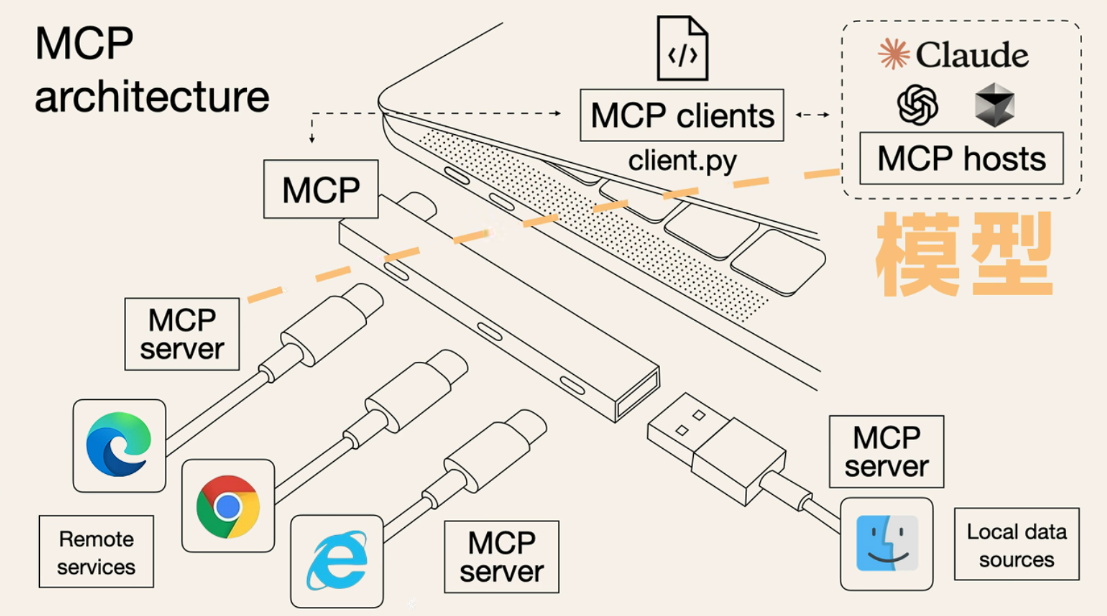 MCP
architecture
</>
MCP clients
client.py
Claude
MCP hosts
模型
MCP
MCP
server
MCP
server
Remote
services
MCP
server
Local data
sources